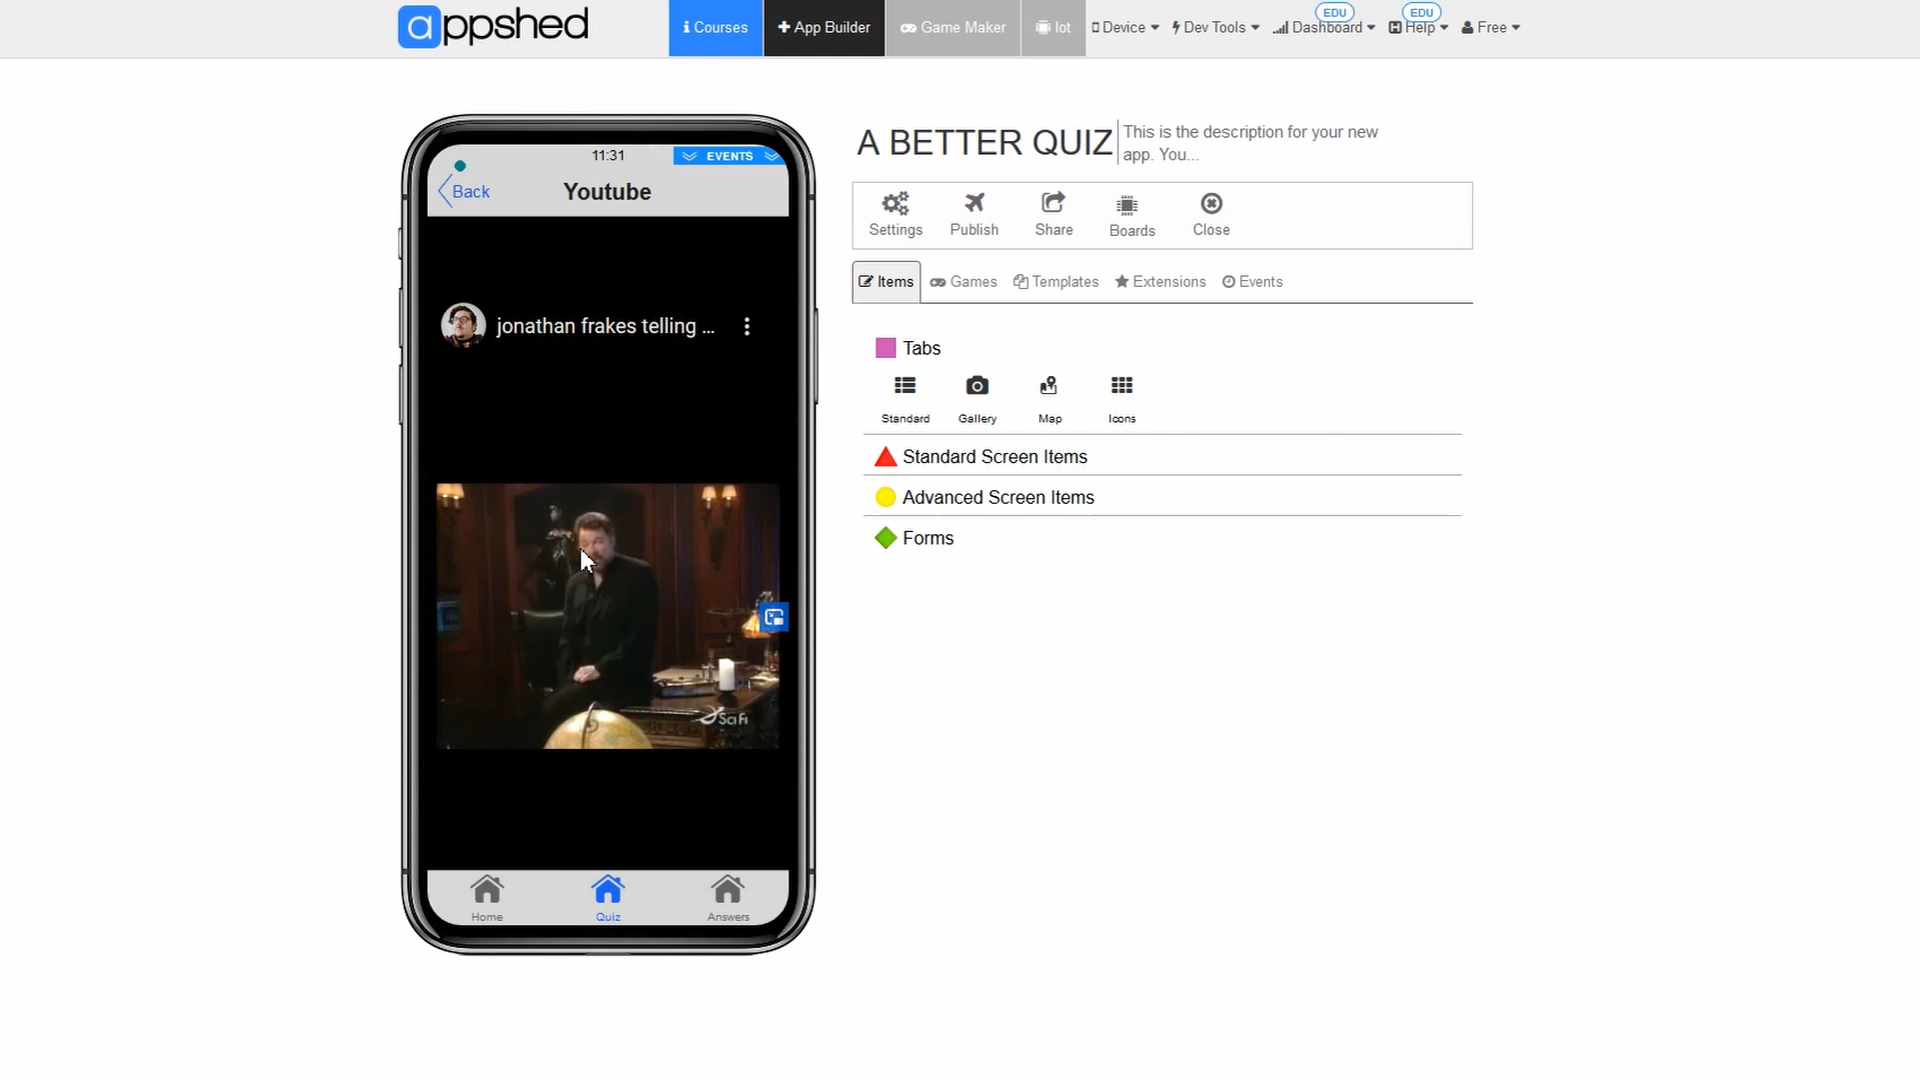 appshed
Courses
App Builder
Game Maker
Iot
Device
Dev Tools
EDU
Dashboard
EDU
Help
Free
11:31
EVENTS
Back
Youtube
jonathan frakes telling ...
SciFi
Home
Quiz
Answers
A BETTER QUIZ
This is the description for your new
app. You...
Settings
Publish
Share
Boards
Close
Items
Games
Templates
Extensions
Events
Tabs
Standard
Gallery
Map
Icons
Standard Screen Items
Advanced Screen Items
Forms